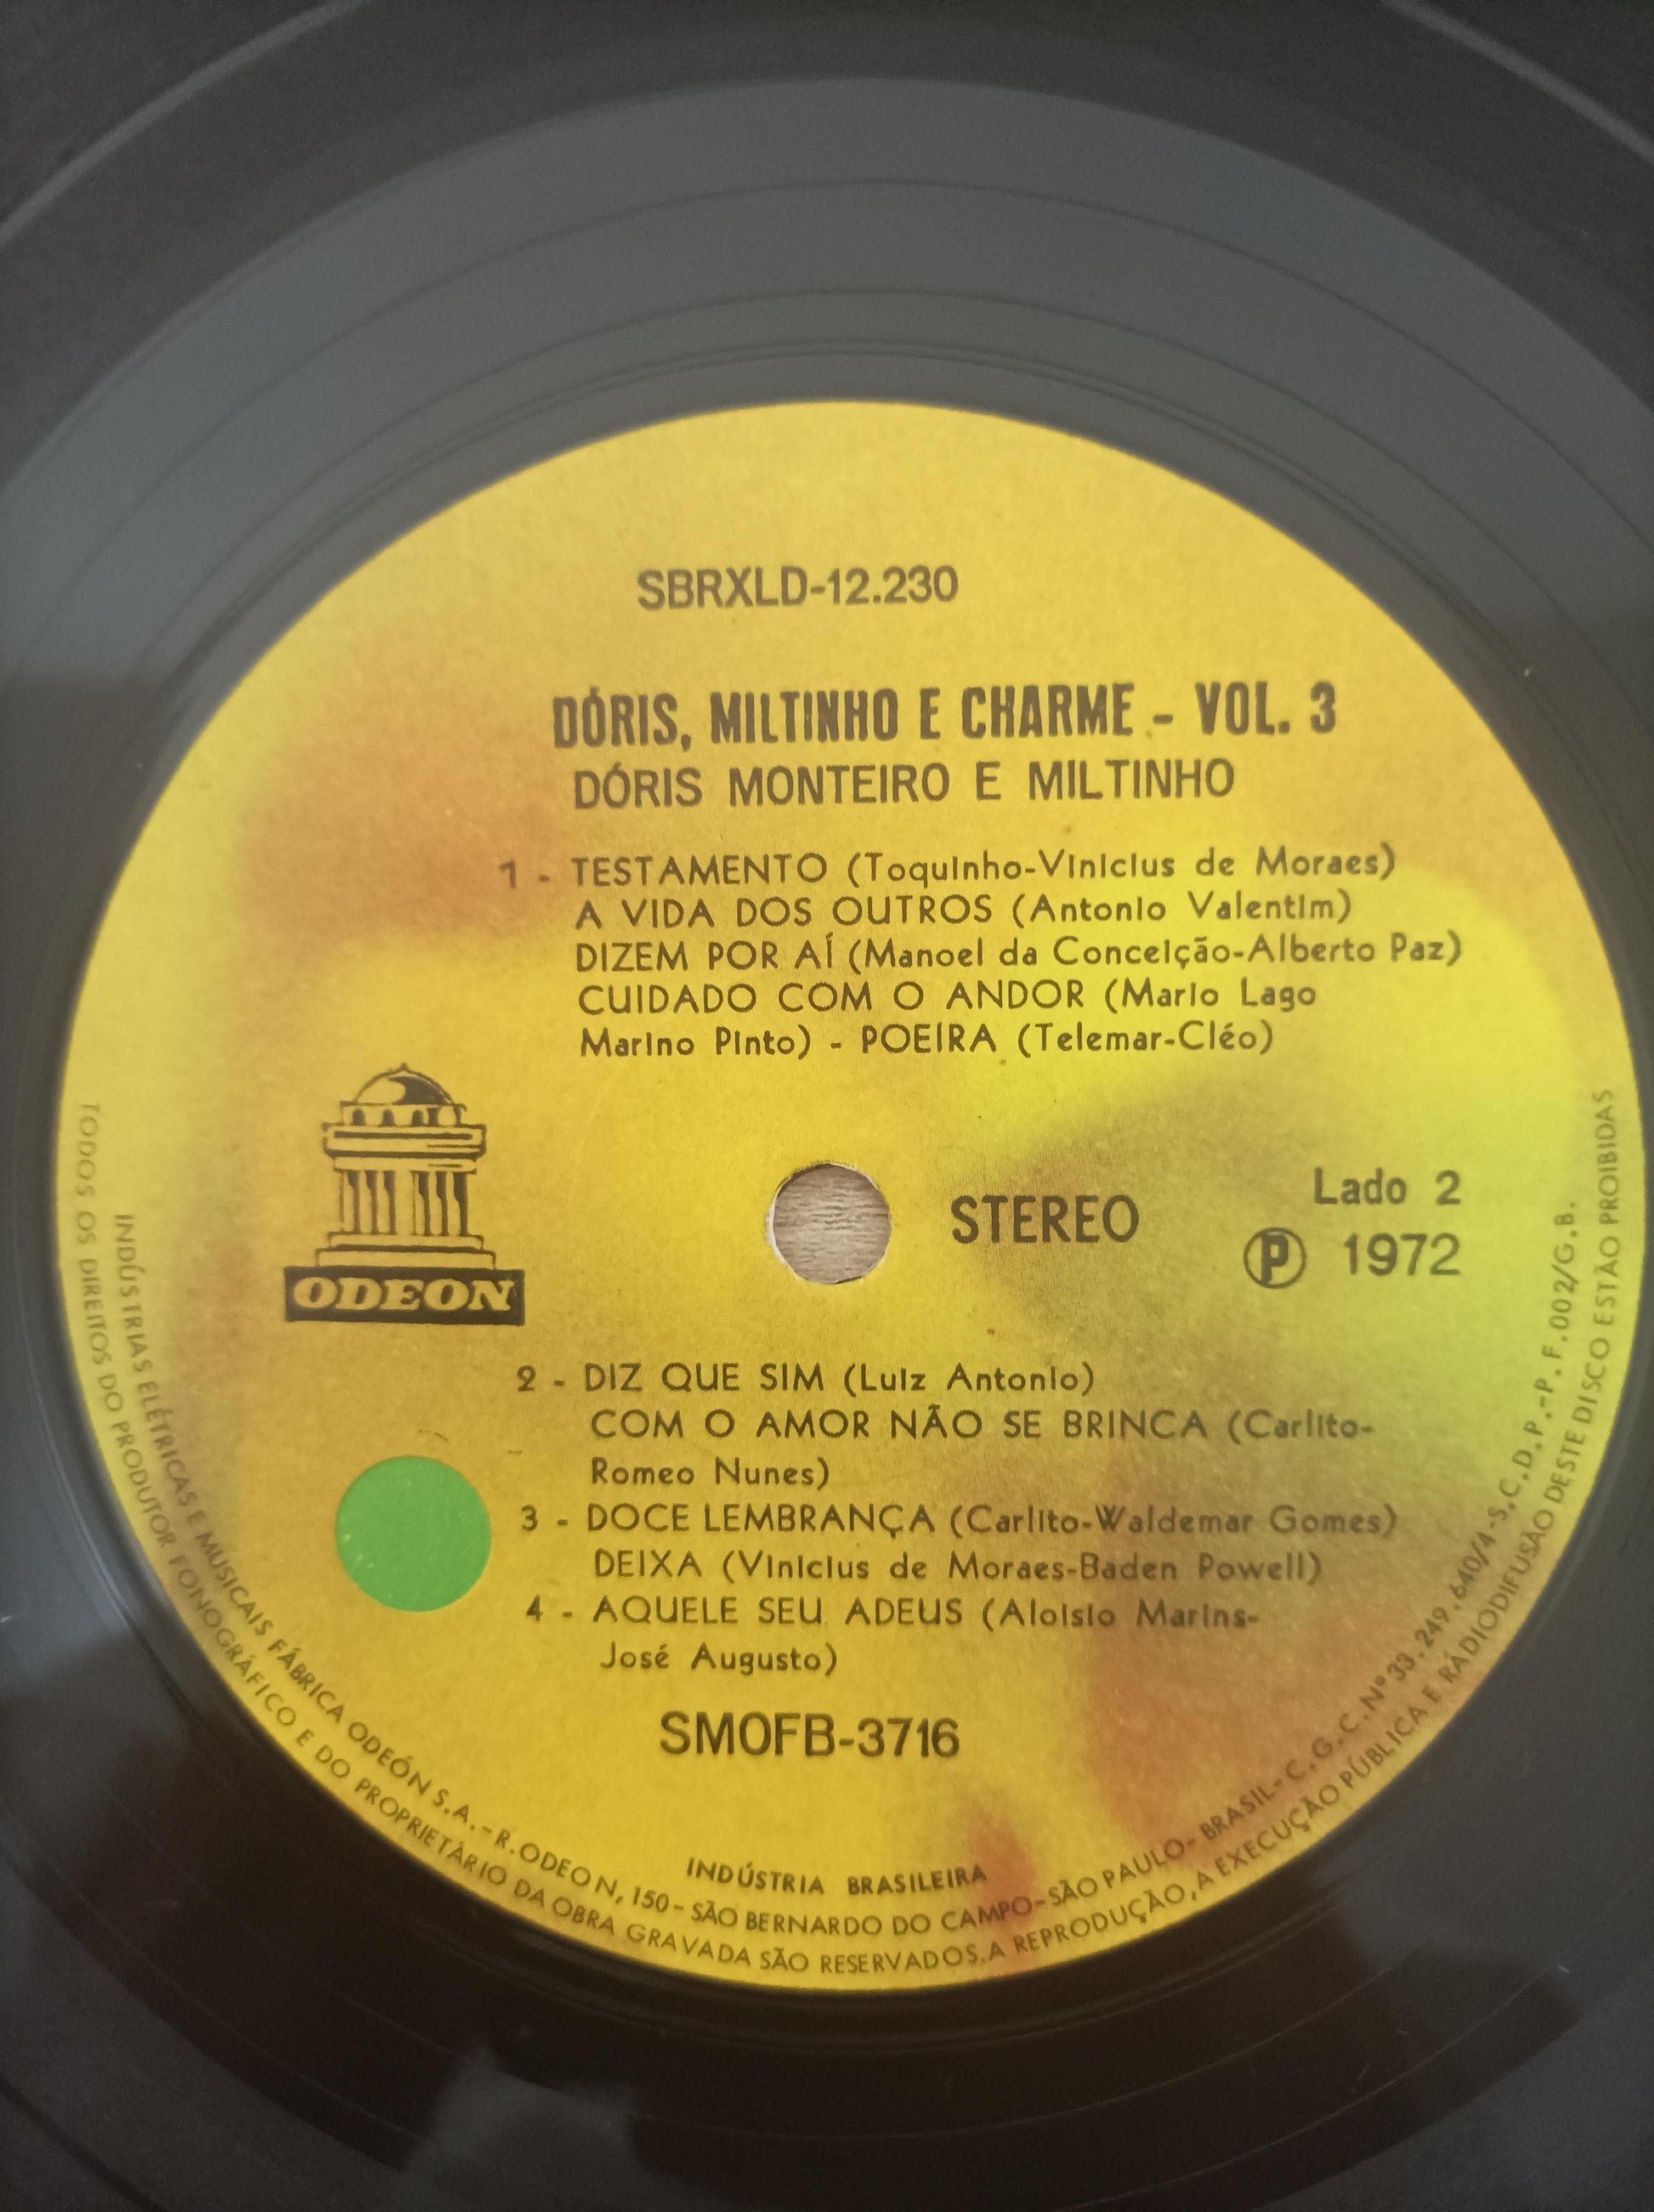 SBRXLD-12.230
DÓRIS, MILTINHO E CHARME - VOL. 3
DÓRIS MONTEIRO E MILTINHO
1 - TESTAMENTO (Toquinho-Vinicius de Moraes)
A VIDA DOS OUTROS (Antonio Valentim)
DIZEM POR AÍ (Manoel da Conceição-Alberto Paz)
CUIDADO COM O ANDOR (Mario Lago
Marino Pinto) - POEIRA (Telemar-Cléo)
ODEON
STEREO
Lado 2
Ⓟ 1972
2 - DIZ QUE SIM (Luiz Antonio)
COM O AMOR NÃO SE BRINCA (Carlito-
Romeo Nunes)
3 - DOCE LEMBRANÇA (Carlito-Waldemar Gomes)
DEIXA (Vinicius de Moraes-Baden Powell)
4 - AQUELE SEU ADEUS (Aloisio Marins-
José Augusto)
SMOFB-3716
INDÚSTRIA BRASILEIRA
INDÚSTRIAS ELÉTRICAS E MUSICAIS FÁBRICA ODEÓN S.A. - R. ODEON, 150 - SÃO BERNARDO DO CAMPO - SÃO PAULO - BRASIL - C.G.C. Nº 33.249.640/4 - S.C.D.P.-P.F.002/G.B.
TODOS OS DIREITOS DO PRODUTOR FONOGRÁFICO E DO PROPRIETÁRIO DA OBRA GRAVADA SÃO RESERVADOS. A REPRODUÇÃO, A EXECUÇÃO PÚBLICA E RÁDIODIFUSÃO DESTE DISCO ESTÃO PROIBIDAS